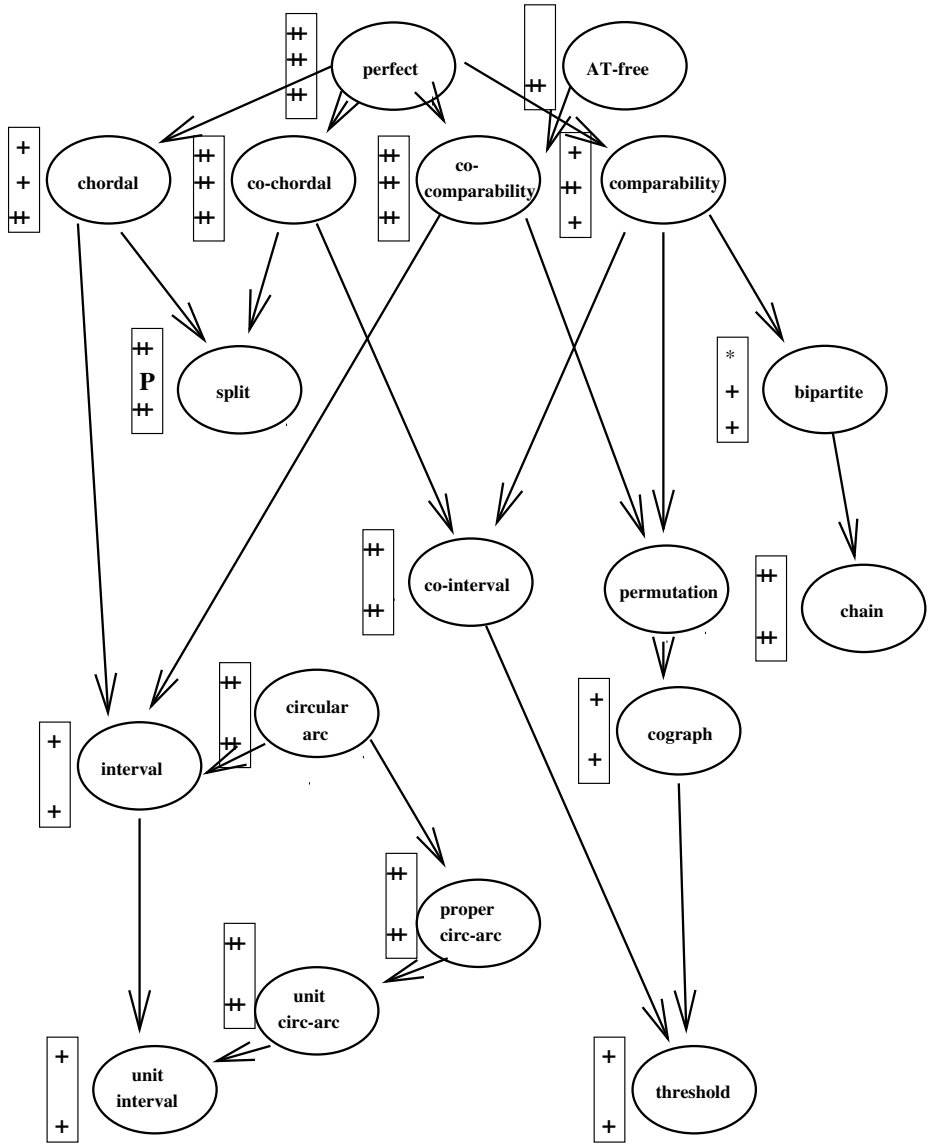 perfect
AT-free
chordal
co-chordal
co-
comparability
comparability
split
P
*
bipartite
co-interval
permutation
chain
circular
arc
interval
cograph
proper
circ-arc
unit
circ-arc
unit
interval
threshold